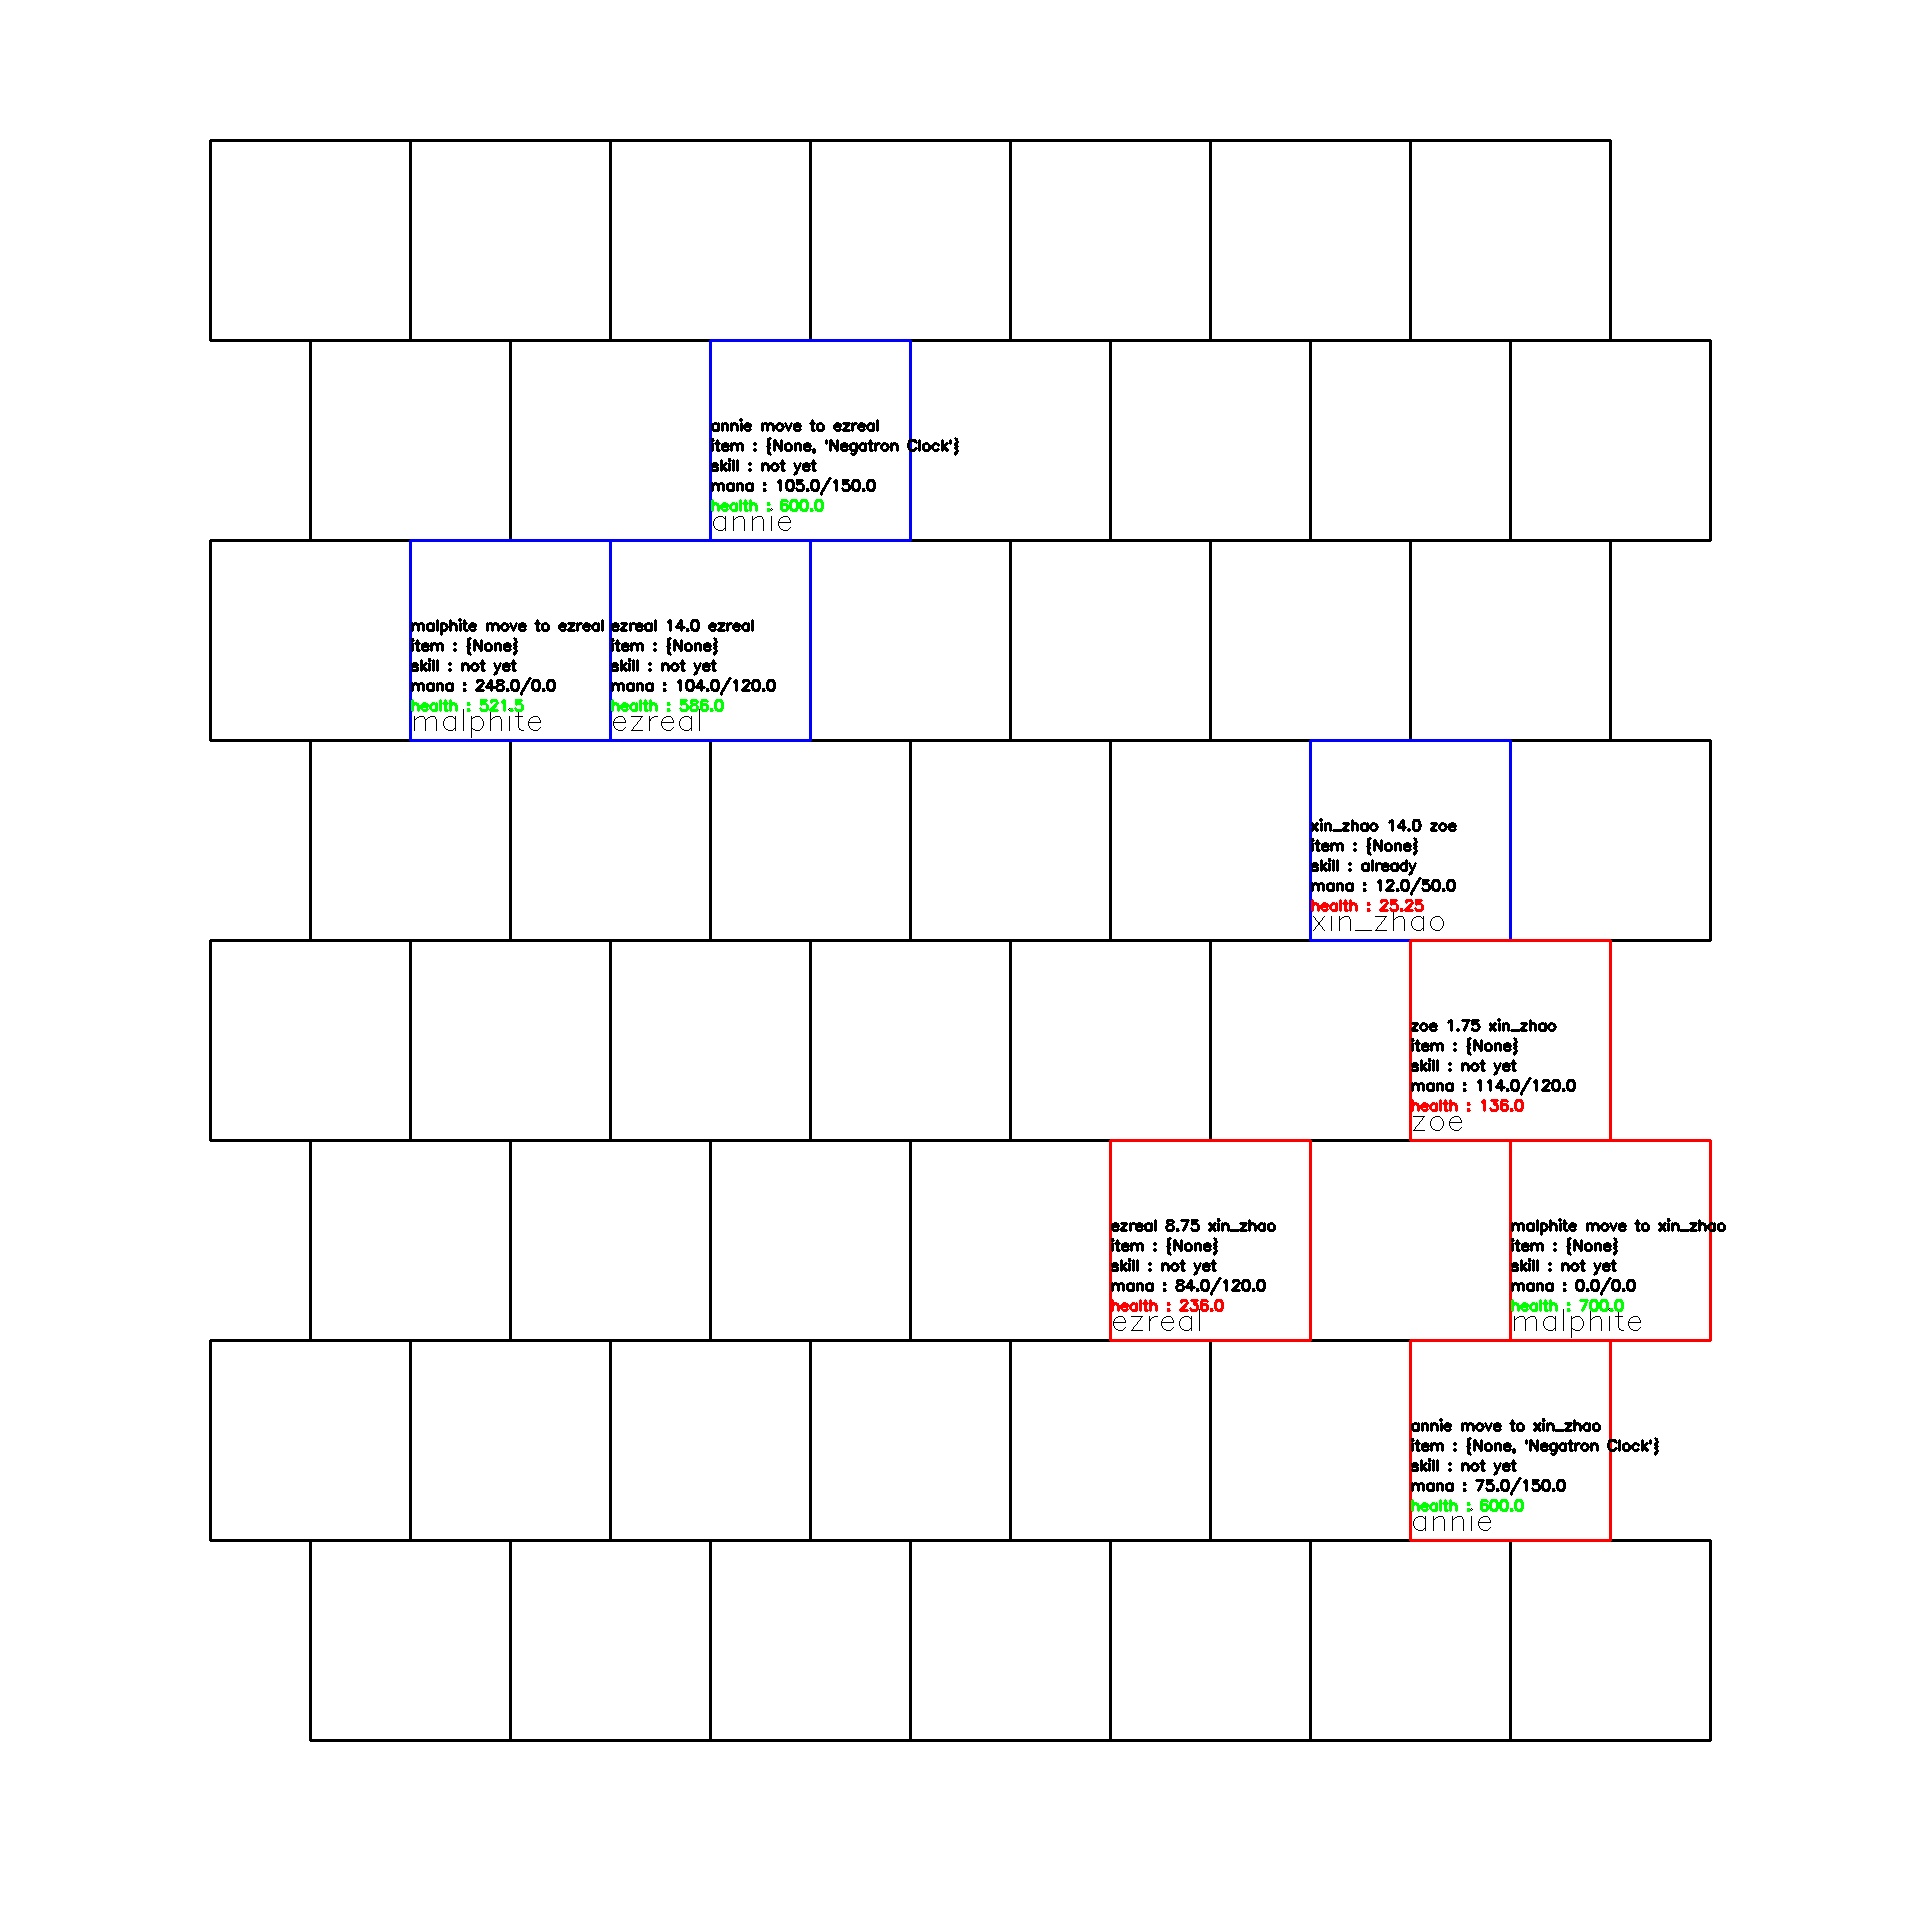 annie move to ezreal
item : {None, 'Negatron Clock'}
skill : not yet
mana : 105.0/150.0
health : 600.0
annie
malphite move to ezreal
item : {None}
skill : not yet
mana : 248.0/0.0
health : 521.5
malphite
ezreal 14.0 ezreal
item : {None}
skill : not yet
mana : 104.0/120.0
health : 586.0
ezreal
xin_zhao 14.0 zoe
item : {None}
skill : already
mana : 12.0/50.0
health : 25.25
xin_zhao
zoe 1.75 xin_zhao
item : {None}
skill : not yet
mana : 114.0/120.0
health : 136.0
zoe
ezreal 8.75 xin_zhao
item : {None}
skill : not yet
mana : 84.0/120.0
health : 236.0
ezreal
malphite move to xin_zhao
item : {None}
skill : not yet
mana : 0.0/0.0
health : 700.0
malphite
annie move to xin_zhao
item : {None, 'Negatron Clock'}
skill : not yet
mana : 75.0/150.0
health : 600.0
annie